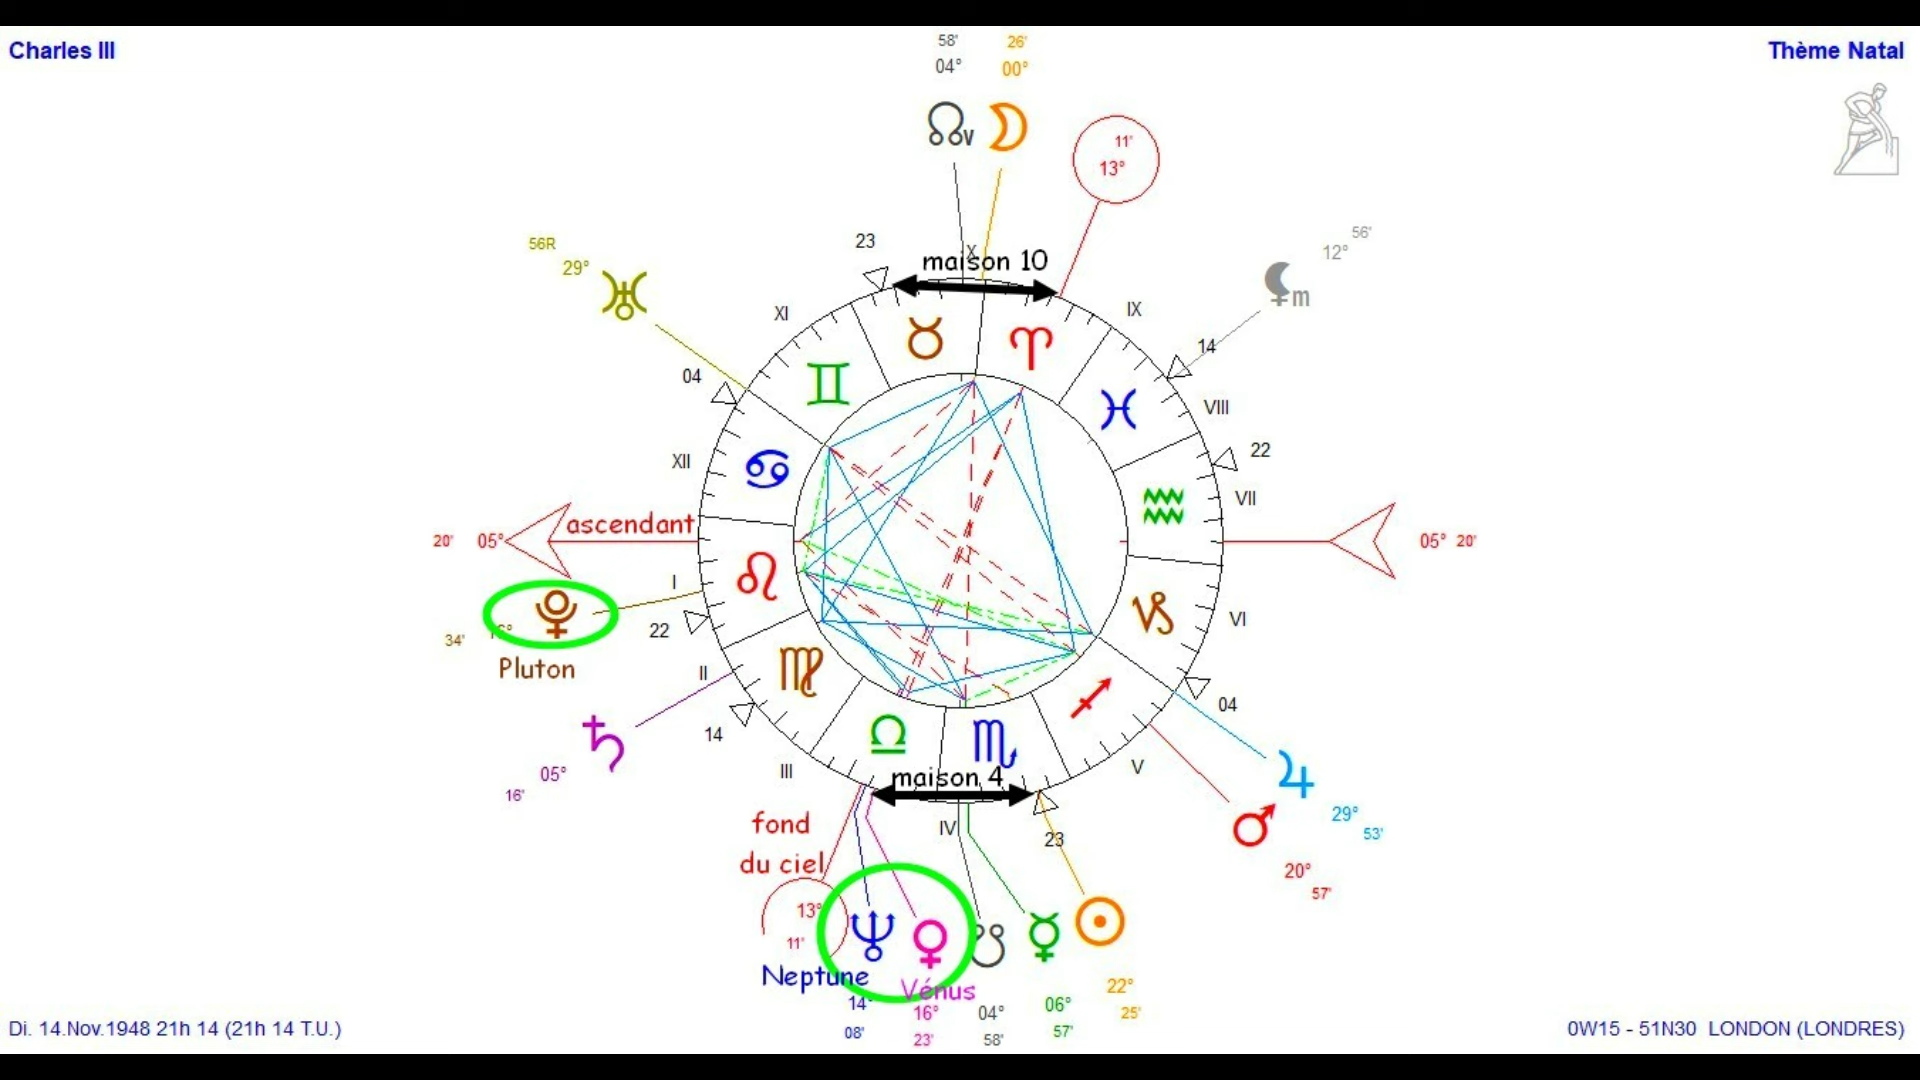 Charles III
Thème Natal
58' 26'
04° 00°
V
11'
13°
56R
29°
56'
12°
m
23
X
maison 10
XI
IX
14
04
VIII
22
XII
VII
20' 05° ascendant
05° 20'
I
34'
22
VI
Pluton
II
04
14
05°
16'
III
V
maison 4
fond
du ciel
IV
23
29°
53'
20°
57'
13°
11'
Neptune
Vénus
14°
08'
16°
23'
04°
58'
06°
57'
22°
25'
Di. 14.Nov.1948 21h 14 (21h 14 T.U.)
0W15 - 51N30 LONDON (LONDRES)